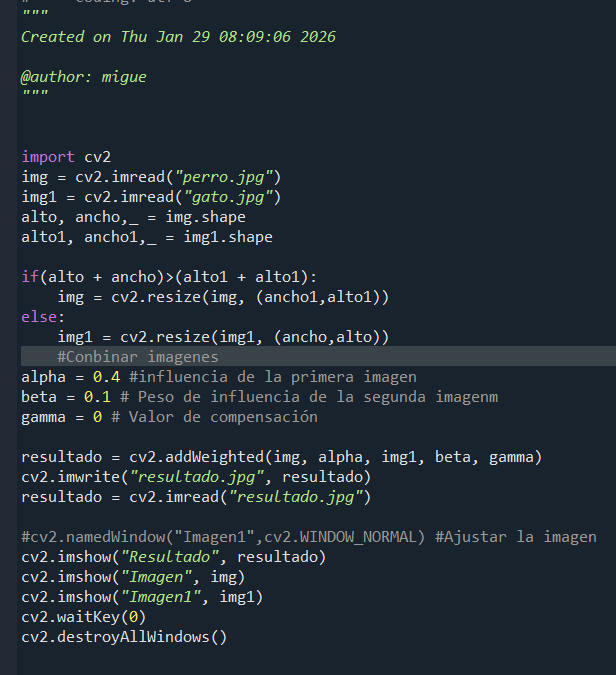 """
Created on Thu Jan 29 08:09:06 2026
@author: migue
"""
import cv2
img = cv2.imread("perro.jpg")
img1 = cv2.imread("gato.jpg")
alto, ancho,_ = img.shape
alto1, ancho1,_ = img1.shape
if(alto + ancho)>(alto1 + alto1):
    img = cv2.resize(img, (ancho1,alto1))
else:
    img1 = cv2.resize(img1, (ancho,alto))
    #Conbinar imagenes
alpha = 0.4 #influencia de la primera imagen
beta = 0.1 # Peso de influencia de la segunda imagenm
gamma = 0 # Valor de compensación
resultado = cv2.addWeighted(img, alpha, img1, beta, gamma)
cv2.imwrite("resultado.jpg", resultado)
resultado = cv2.imread("resultado.jpg")
#cv2.namedWindow("Imagen1",cv2.WINDOW_NORMAL) #Ajustar la imagen
cv2.imshow("Resultado", resultado)
cv2.imshow("Imagen", img)
cv2.imshow("Imagen1", img1)
cv2.waitKey(0)
cv2.destroyAllWindows()